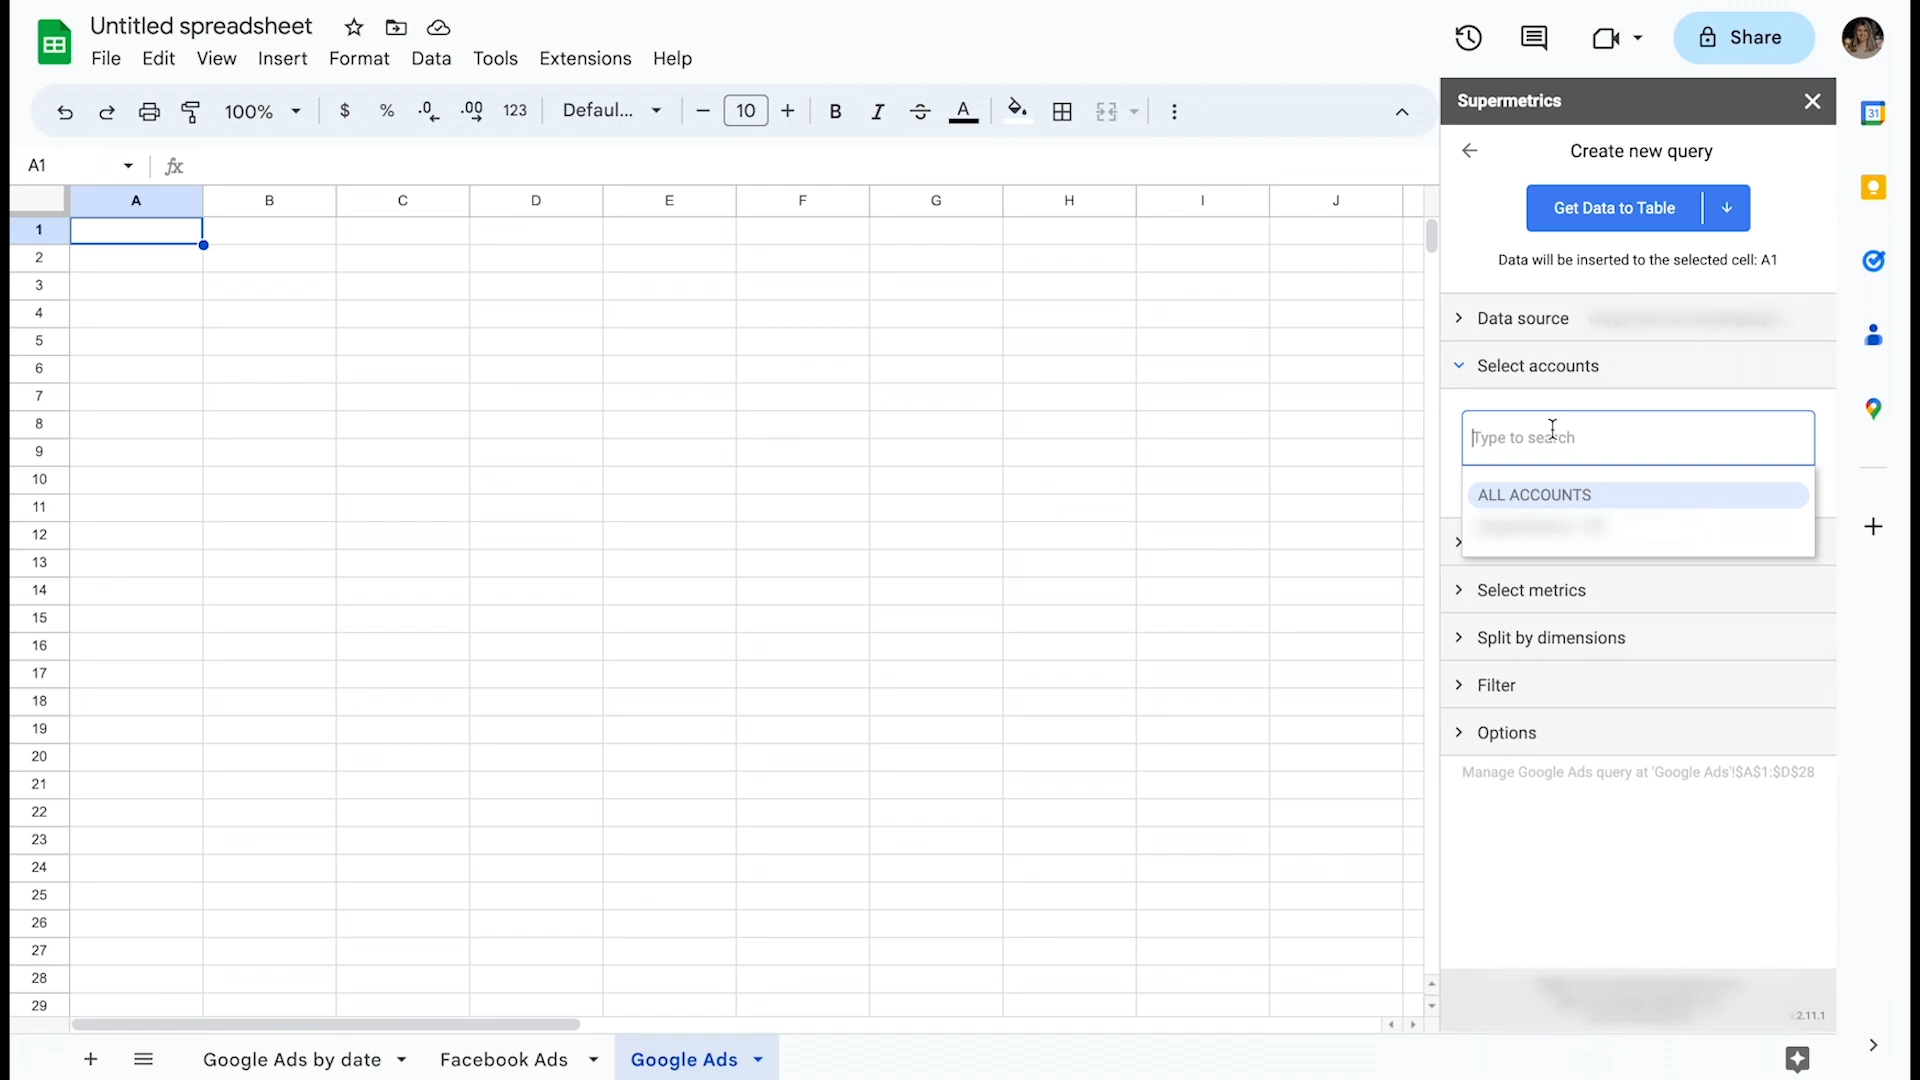 Untitled spreadsheet
File Edit View Insert Format Data Tools Extensions Help
Share
100% $ % .0 .00 123 Defaul... 10 B I A
A1 fx
A B C D E F G H I J
1
2
3
4
5
6
7
8
9
10
11
12
13
14
15
16
17
18
19
20
21
22
23
24
25
26
27
28
29
Supermetrics
Create new query
Get Data to Table
Data will be inserted to the selected cell: A1
Data source
Select accounts
Type to search
ALL ACCOUNTS
Select metrics
Split by dimensions
Filter
Options
Manage Google Ads query at 'Google Ads'!$A$1:$D$28
.2.11.1
31
Google Ads by date
Facebook Ads
Google Ads